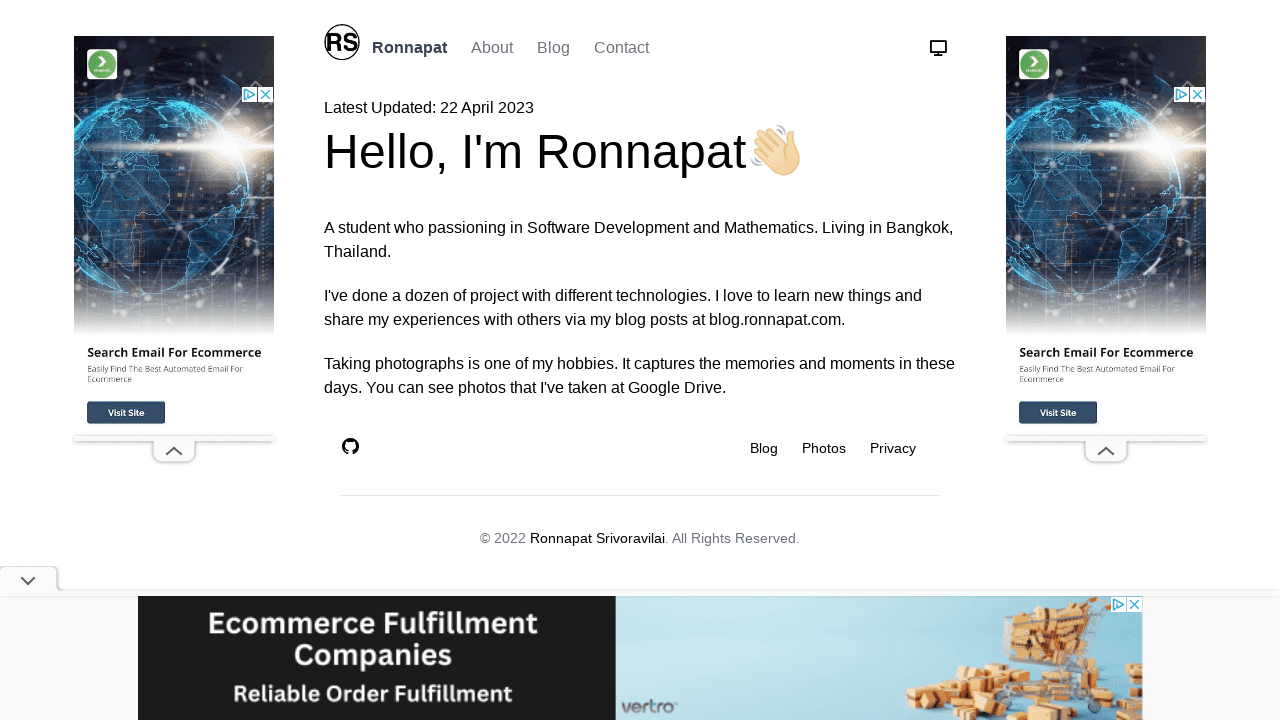 RS Ronnapat About Blog Contact
Latest Updated: 22 April 2023
Hello, I'm Ronnapat
A student who passioning in Software Development and Mathematics. Living in Bangkok,
Thailand.
I've done a dozen of project with different technologies. I love to learn new things and
share my experiences with others via my blog posts at blog.ronnapat.com.
Taking photographs is one of my hobbies. It captures the memories and moments in these
days. You can see photos that I've taken at Google Drive.
Blog Photos Privacy
© 2022 Ronnapat Srivoravilai. All Rights Reserved.
Search Email For Ecommerce
Easily Find The Best Automated Email For
Ecommerce
Visit Site
Search Email For Ecommerce
Easily Find The Best Automated Email For
Ecommerce
Visit Site
Ecommerce Fulfillment
Companies
Reliable Order Fulfillment
vertro